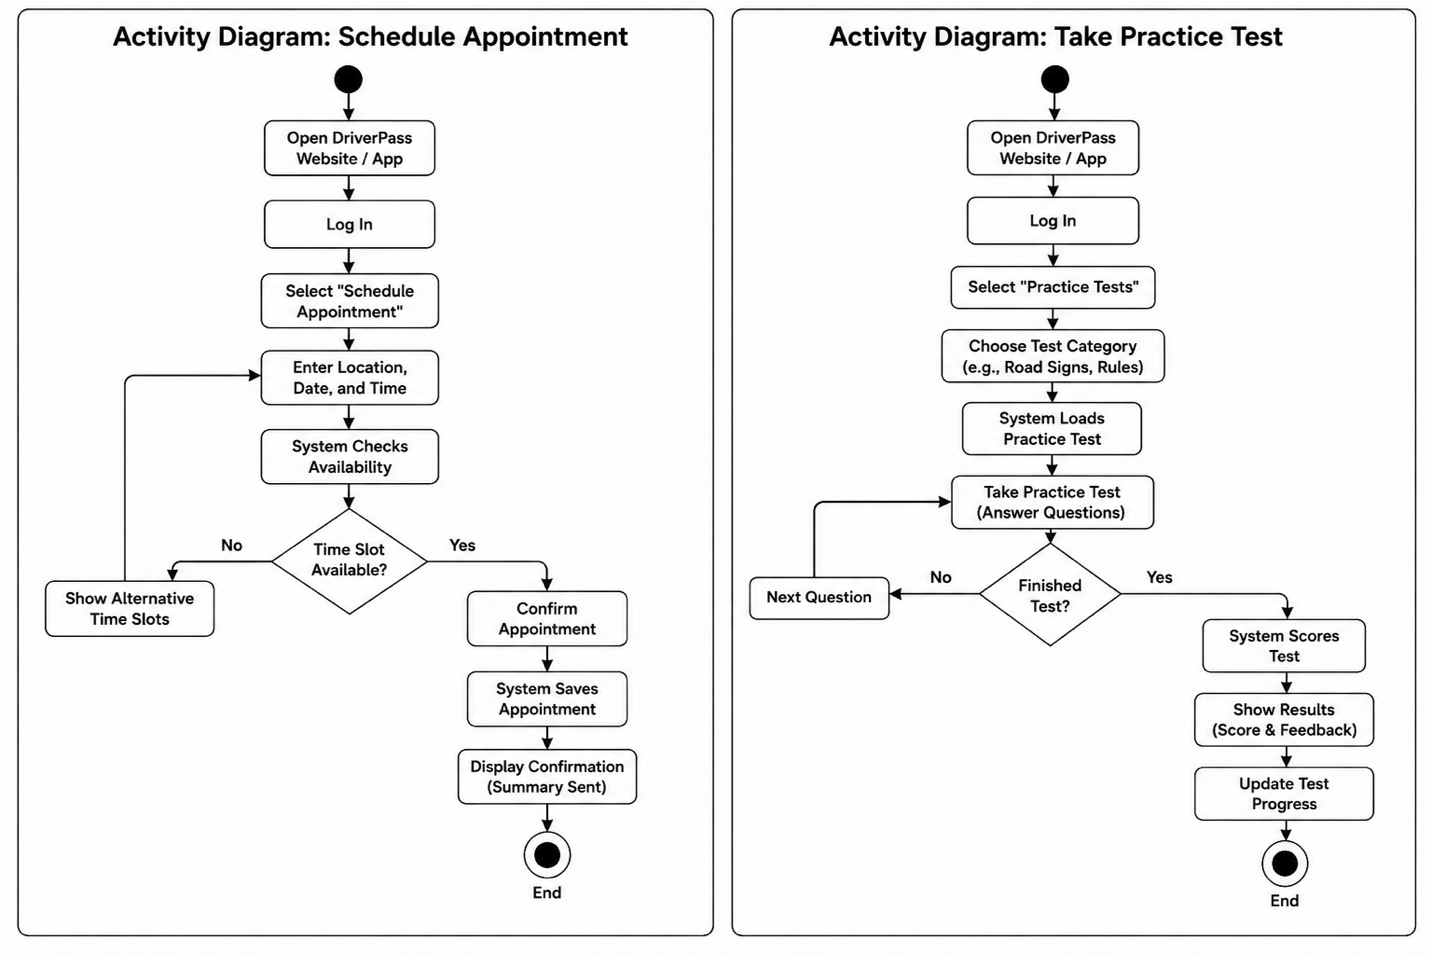 Activity Diagram: Schedule Appointment
Open DriverPass
Website / App
Log In
Select "Schedule
Appointment"
Enter Location,
Date, and Time
System Checks
Availability
Time Slot
Available?
No
Yes
Show Alternative
Time Slots
Confirm
Appointment
System Saves
Appointment
Display Confirmation
(Summary Sent)
End
Activity Diagram: Take Practice Test
Open DriverPass
Website / App
Log In
Select "Practice Tests"
Choose Test Category
(e.g., Road Signs, Rules)
System Loads
Practice Test
Take Practice Test
(Answer Questions)
Finished
Test?
No
Yes
Next Question
System Scores
Test
Show Results
(Score & Feedback)
Update Test
Progress
End